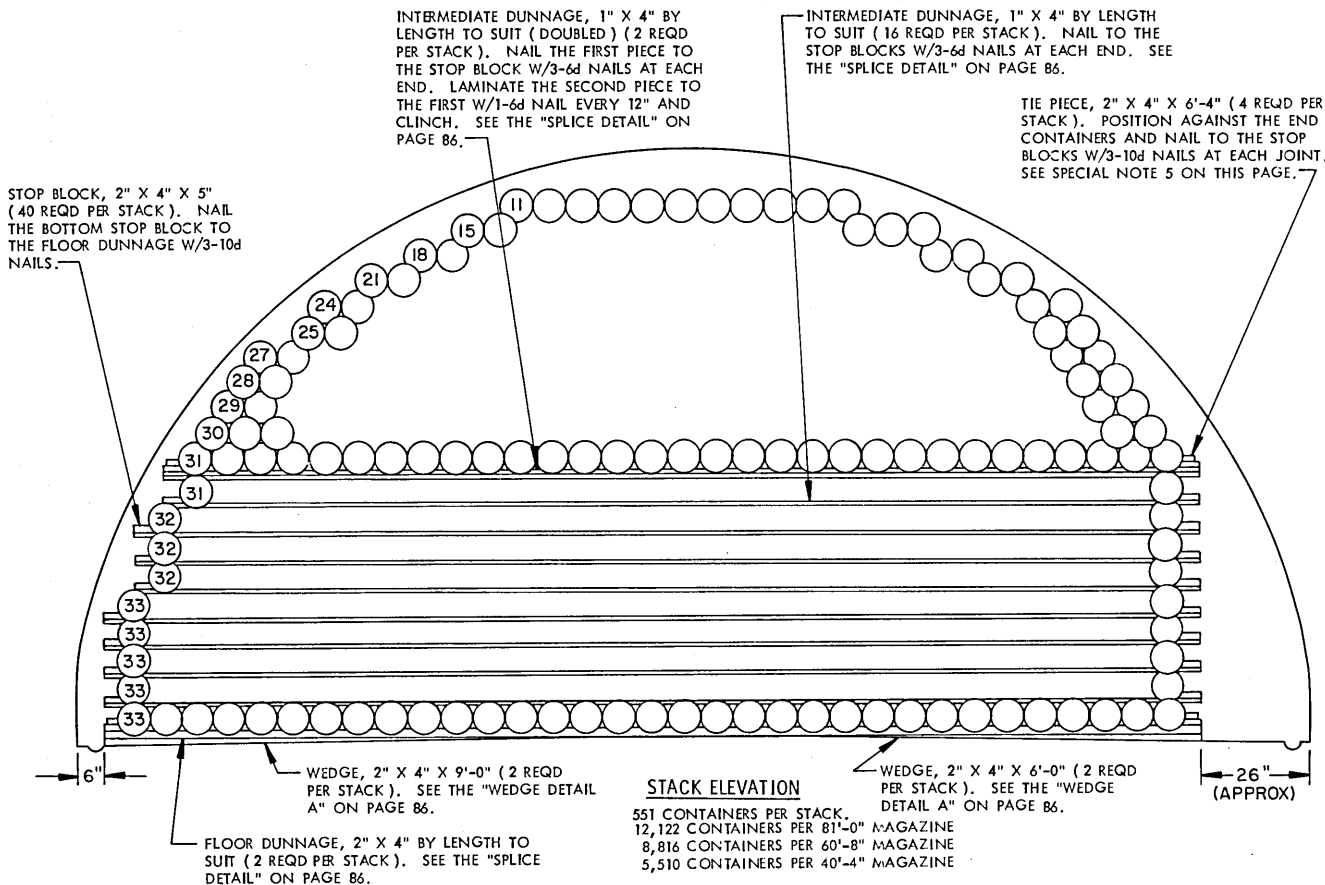 INTERMEDIATE DUNNAGE, 1" X 4" BY
LENGTH TO SUIT (DOUBLED) (2 REQD
PER STACK). NAIL THE FIRST PIECE TO
THE STOP BLOCK W/3-6d NAILS AT EACH
END. LAMINATE THE SECOND PIECE TO
THE FIRST W/1-6d NAIL EVERY 12" AND
CLINCH. SEE THE "SPLICE DETAIL" ON
PAGE 86.
INTERMEDIATE DUNNAGE, 1" X 4" BY LENGTH
TO SUIT (16 REQD PER STACK). NAIL TO THE
STOP BLOCKS W/3-6d NAILS AT EACH END. SEE
THE "SPLICE DETAIL" ON PAGE 86.
TIE PIECE, 2" X 4" X 6'-4" (4 REQD PER
STACK). POSITION AGAINST THE END
CONTAINERS AND NAIL TO THE STOP
BLOCKS W/3-10d NAILS AT EACH JOINT.
SEE SPECIAL NOTE 5 ON THIS PAGE.
STOP BLOCK, 2" X 4" X 5"
(40 REQD PER STACK). NAIL
THE BOTTOM STOP BLOCK TO
THE FLOOR DUNNAGE W/3-10d
NAILS.
11
15
18
21
24
25
27
28
29
30
31
31
32
32
32
33
33
33
33
33
6"
26"
(APPROX)
WEDGE, 2" X 4" X 9'-0" (2 REQD
PER STACK). SEE THE "WEDGE DETAIL
A" ON PAGE 86.
WEDGE, 2" X 4" X 6'-0" (2 REQD
PER STACK). SEE THE "WEDGE
DETAIL A" ON PAGE 86.
FLOOR DUNNAGE, 2" X 4" BY LENGTH TO
SUIT (2 REQD PER STACK). SEE THE "SPLICE
DETAIL" ON PAGE 86.
STACK ELEVATION
551 CONTAINERS PER STACK.
12,122 CONTAINERS PER 81'-0" MAGAZINE
8,816 CONTAINERS PER 60'-8" MAGAZINE
5,510 CONTAINERS PER 40'-4" MAGAZINE